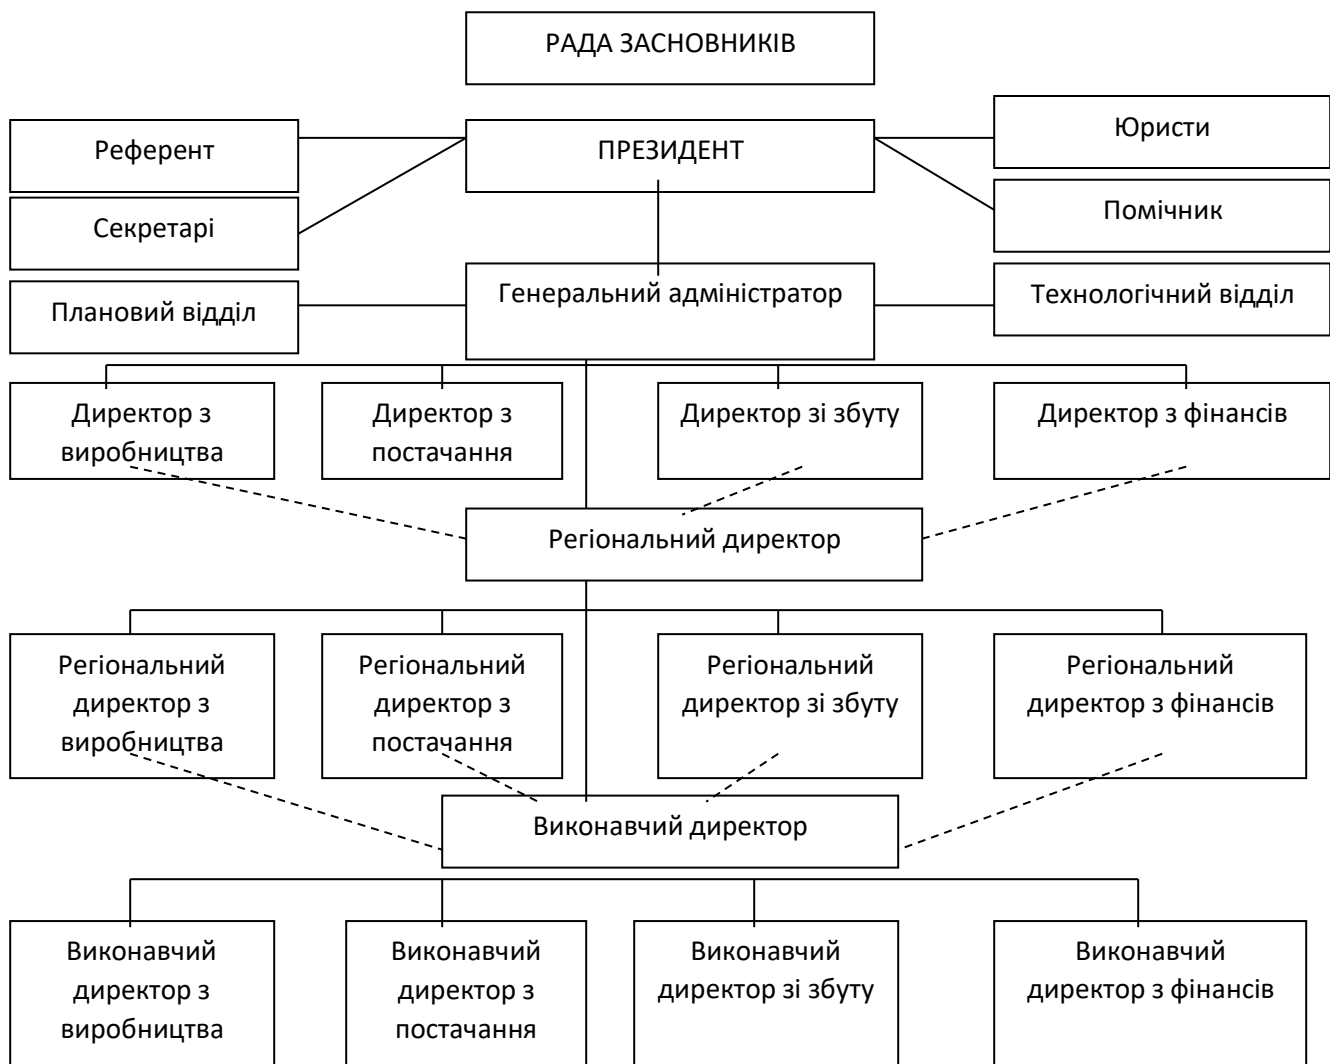 РАДА ЗАСНОВНИКІВ
Референт
ПРЕЗИДЕНТ
Юристи
Секретарі
Помічник
Плановий відділ
Генеральний адміністратор
Технологічний відділ
Директор з
виробництва
Директор з
постачання
Директор зі збуту
Директор з фінансів
Регіональний директор
Регіональний
директор з
виробництва
Регіональний
директор з
постачання
Регіональний
директор зі збуту
Регіональний
директор з фінансів
Виконавчий директор
Виконавчий
директор з
виробництва
Виконавчий
директор з
постачання
Виконавчий
директор зі збуту
Виконавчий
директор з фінансів